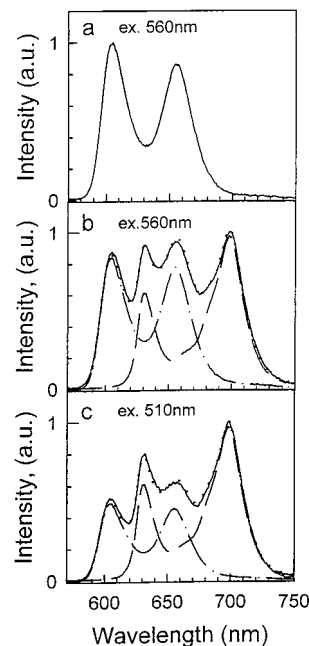 a ex. 560nm
Intensity (a.u.)
1
0
b ex.560nm
Intensity, (a.u.)
1
0
c ex. 510nm
Intensity, (a.u.)
1
0
600 650 700 750
Wavelength (nm)